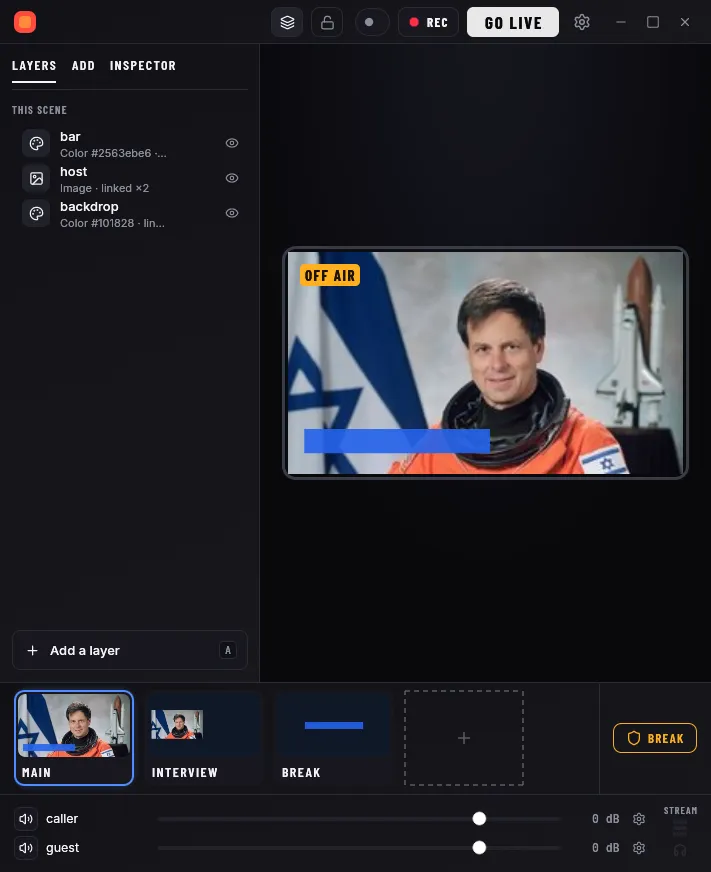 REC
GO LIVE
LAYERS ADD INSPECTOR
THIS SCENE
bar
Color #2563ebe6 ·...
host
Image · linked ×2
backdrop
Color #101828 · lin...
OFF AIR
Add a layer A
MAIN
INTERVIEW
BREAK
BREAK
caller 0 dB
STREAM
guest 0 dB